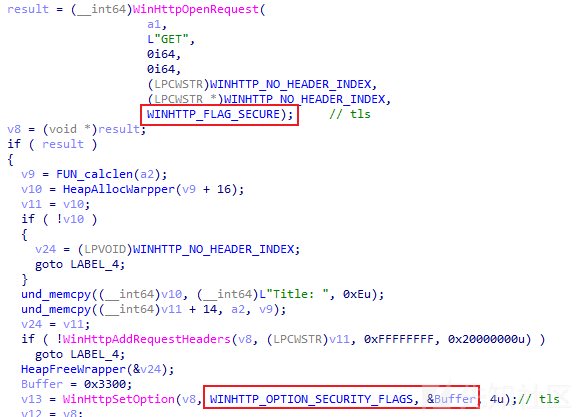 result = (__int64)WinHttpOpenRequest(
a1,
L"GET",
0i64,
0i64,
(LPCWSTR)WINHTTP_NO_HEADER_INDEX,
(LPCWSTR *)WINHTTP_NO_HEADER_INDEX,
WINHTTP_FLAG_SECURE); // tls
v8 = (void *)result;
if ( result )
{
v9 = FUN_calclen(a2);
v10 = HeapAllocWarpper(v9 + 16);
v11 = v10;
if ( !v10 )
{
v24 = (LPVOID)WINHTTP_NO_HEADER_INDEX;
goto LABEL_4;
}
und_memcpy((__int64)v10, (__int64)L"Title: ", 0xEu);
und_memcpy((__int64)v11 + 14, a2, v9);
v24 = v11;
if ( !WinHttpAddRequestHeaders(v8, (LPCWSTR)v11, 0xFFFFFFFF, 0x20000000u) )
goto LABEL_4;
HeapFreeWrapper(&v24);
Buffer = 0x3300;
v13 = WinHttpSetOption(v8, WINHTTP_OPTION_SECURITY_FLAGS, &Buffer, 4u);// tls
v12 = v8;